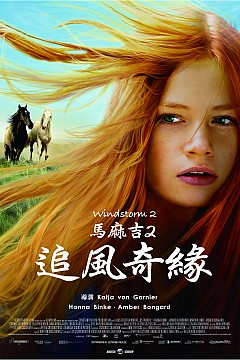 Windstorm 2
馬麻吉2
追風奇緣
導演 Katja von Garnier
Hanna Binke · Amber Bongard